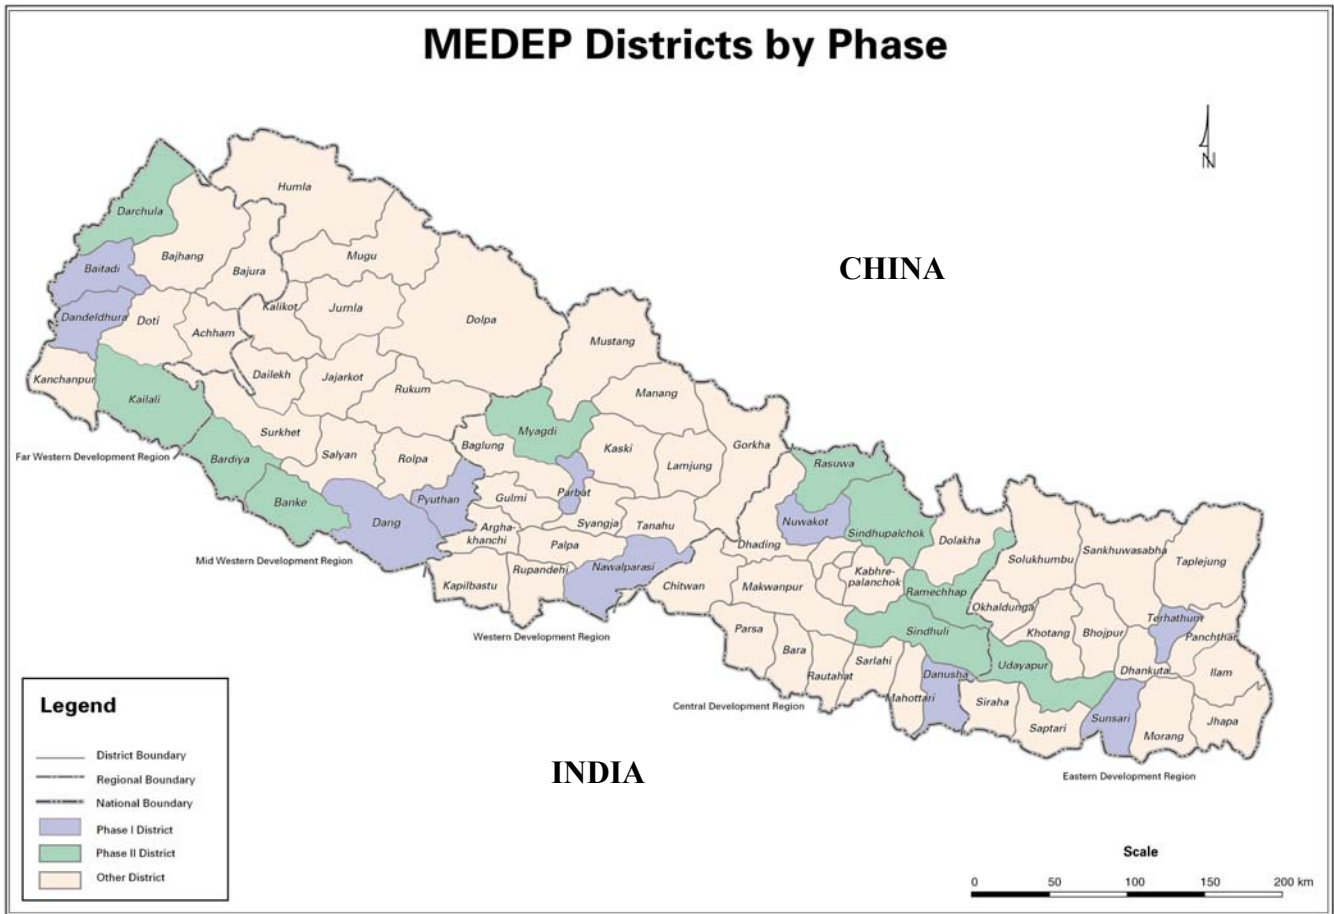 MEDEP Districts by Phase
N
Humla
Darchula
CHINA
Bajhang
Mugu
Baitadi
Bajura
Kalikot
Jumla
Dandeldhura
Doti
Dolpa
Achham
Mustang
Kanchanpur
Dailekh
Jajarkot
Rukum
Manang
Kailali
Myagdi
Surkhet
Baglung
Kaski
Gorkha
Far Western Development Region
Bardiya
Salyan
Rolpa
Lamjung
Rasuwa
Banke
Pyuthan
Gulmi
Parbat
Dang
Syangja
Tanahu
Nuwakot
Sindhupalchok
Argha-
khanchi
Palpa
Dhading
Dolakha
Solukhumbu
Sankhuwasabha
Taplejung
Mid Western Development Region
Rupandehi
Nawalparasi
Kapilbastu
Chitwan
Makwanpur
Kabhre-
palanchok
Ramechhap
Okhaldunga
Western Development Region
Parsa
Sindhuli
Khotang
Bhojpur
Terhathum
Panchthar
Bara
Rautahat
Sarlahi
Udayapur
Dhankuta
Ilam
Mahottari
Danusha
Siraha
Central Development Region
Saptari
Sunsari
Morang
Jhapa
INDIA
Eastern Development Region
Legend
District Boundary
Regional Boundary
National Boundary
Phase I District
Phase II District
Other District
Scale
0 50 100 150 200 km